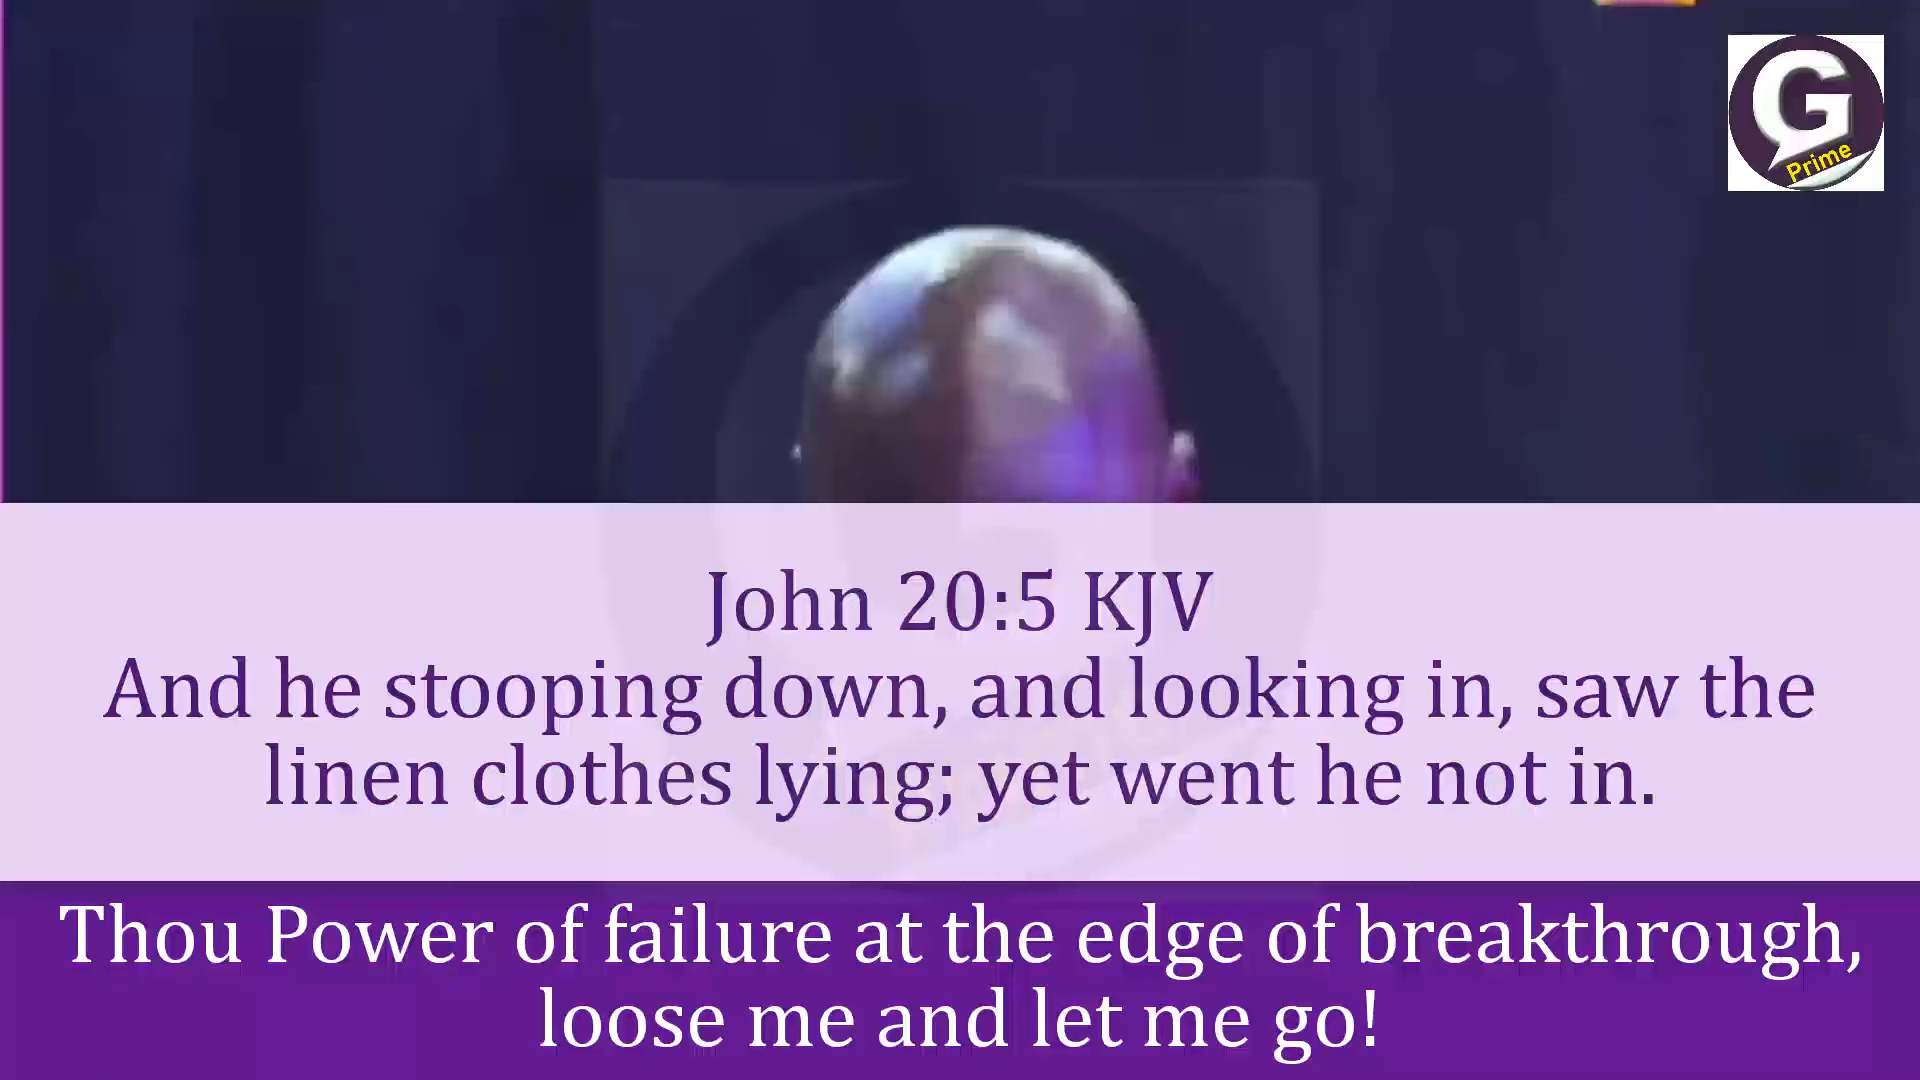 G
Prime
John 20:5 KJV
And he stooping down, and looking in, saw the
linen clothes lying; yet went he not in.
Thou Power of failure at the edge of breakthrough,
loose me and let me go!